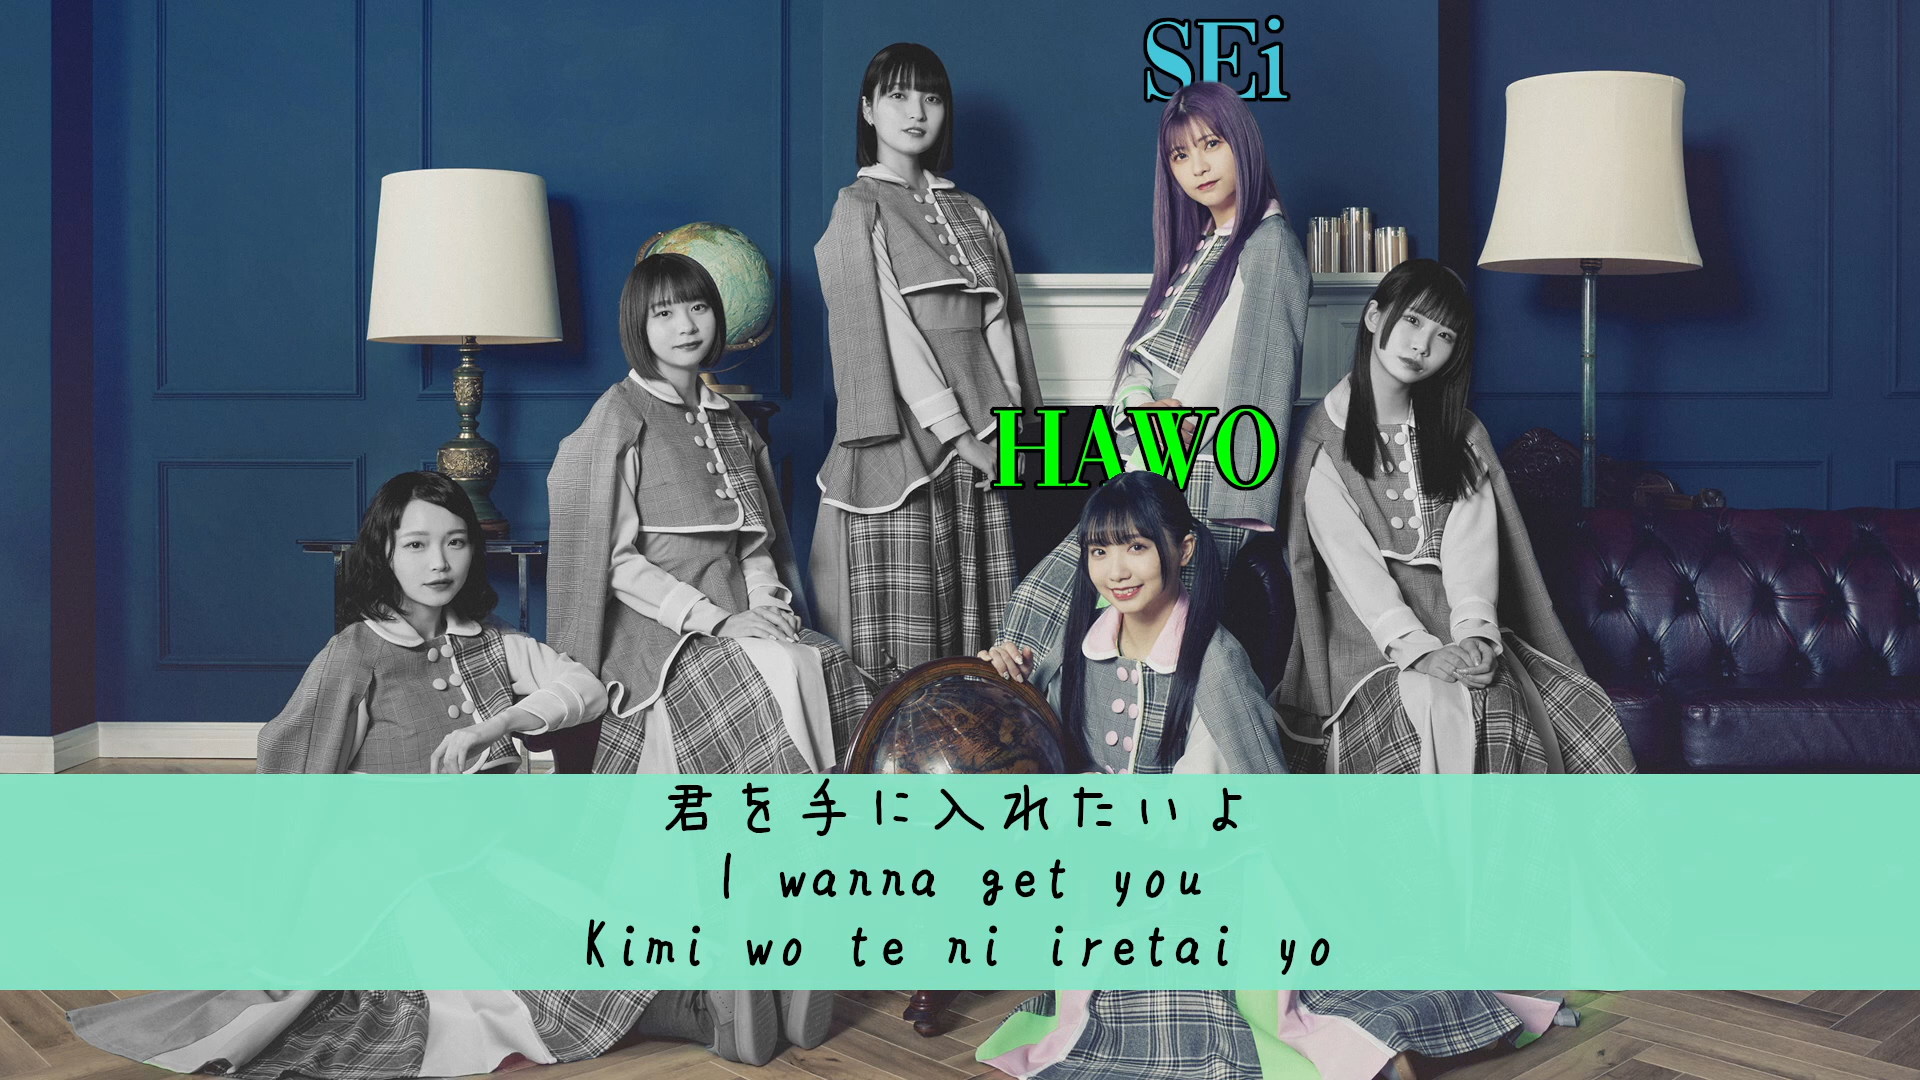 SEi
HAWO
君を手に入れたいよ
I wanna get you
Kimi wo te ni iretai yo